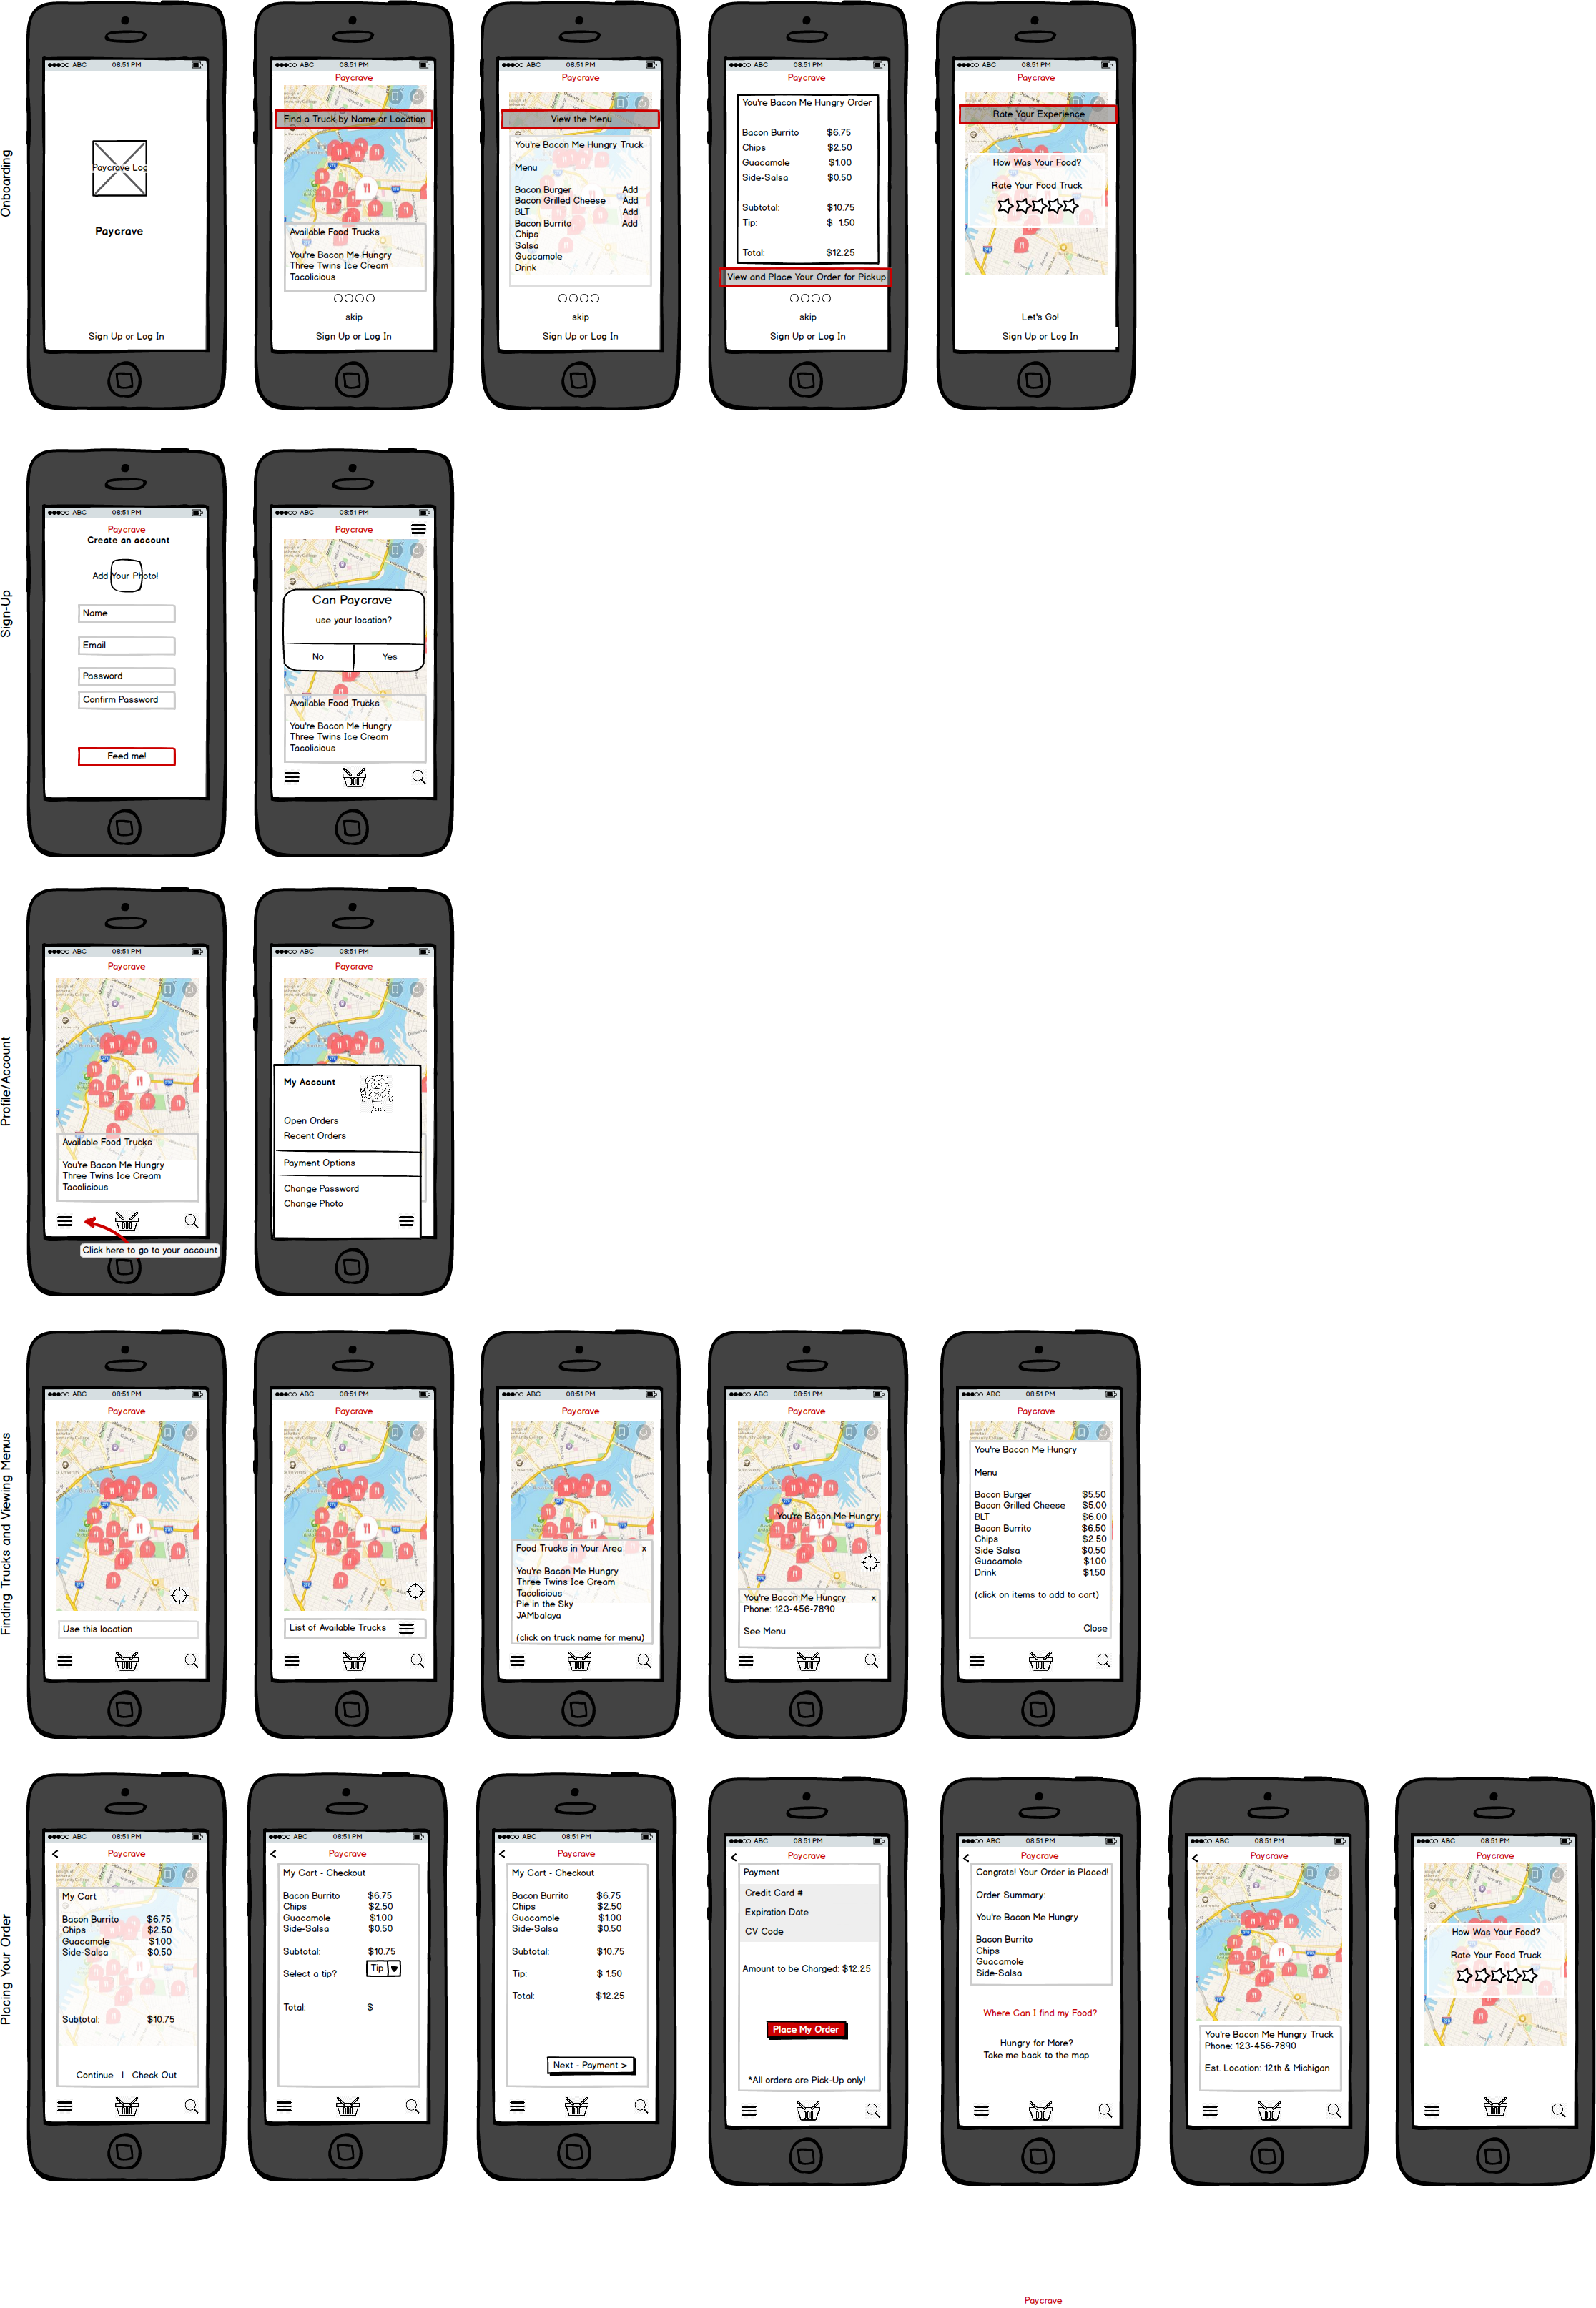 Onboarding
●●●○○ ABC 08:51 PM
Paycrave Log
Paycrave
Sign Up or Log In
●●●○○ ABC 08:51 PM
Paycrave
Find a Truck by Name or Location
Available Food Trucks
You're Bacon Me Hungry
Three Twins Ice Cream
Tacolicious
skip
Sign Up or Log In
●●●○○ ABC 08:51 PM
Paycrave
View the Menu
You're Bacon Me Hungry Truck
Menu
Bacon Burger Add
Bacon Grilled Cheese Add
BLT Add
Bacon Burrito Add
Chips
Salsa
Guacamole
Drink
skip
Sign Up or Log In
●●●○○ ABC 08:51 PM
Paycrave
You're Bacon Me Hungry Order
Bacon Burrito $6.75
Chips $2.50
Guacamole $1.00
Side-Salsa $0.50
Subtotal: $10.75
Tip: $ 1.50
Total: $12.25
View and Place Your Order for Pickup
skip
Sign Up or Log In
●●●○○ ABC 08:51 PM
Paycrave
Rate Your Experience
How Was Your Food?
Rate Your Food Truck
Let's Go!
Sign Up or Log In
Sign-Up
●●●○○ ABC 08:51 PM
Paycrave
Create an account
Add Your Photo!
Name
Email
Password
Confirm Password
Feed me!
●●●○○ ABC 08:51 PM
Paycrave
Can Paycrave
use your location?
No Yes
Available Food Trucks
You're Bacon Me Hungry
Three Twins Ice Cream
Tacolicious
Profile/Account
●●●○○ ABC 08:51 PM
Paycrave
Available Food Trucks
You're Bacon Me Hungry
Three Twins Ice Cream
Tacolicious
Click here to go to your account
●●●○○ ABC 08:51 PM
Paycrave
My Account
Open Orders
Recent Orders
Payment Options
Change Password
Change Photo
Finding Trucks and Viewing Menus
●●●○○ ABC 08:51 PM
Paycrave
Use this location
●●●○○ ABC 08:51 PM
Paycrave
List of Available Trucks
●●●○○ ABC 08:51 PM
Paycrave
Food Trucks in Your Area x
You're Bacon Me Hungry
Three Twins Ice Cream
Tacolicious
Pie in the Sky
JAMbalaya
(click on truck name for menu)
●●●○○ ABC 08:51 PM
Paycrave
You're Bacon Me Hungry
You're Bacon Me Hungry x
Phone: 123-456-7890
See Menu
●●●○○ ABC 08:51 PM
Paycrave
You're Bacon Me Hungry
Menu
Bacon Burger $5.50
Bacon Grilled Cheese $5.00
BLT $6.00
Bacon Burrito $6.50
Chips $2.50
Side Salsa $0.50
Guacamole $1.00
Drink $1.50
(click on items to add to cart)
Close
Placing Your Order
●●●○○ ABC 08:51 PM
< Paycrave
My Cart
Bacon Burrito $6.75
Chips $2.50
Guacamole $1.00
Side-Salsa $0.50
Subtotal: $10.75
Continue | Check Out
●●●○○ ABC 08:51 PM
< Paycrave
My Cart - Checkout
Bacon Burrito $6.75
Chips $2.50
Guacamole $1.00
Side-Salsa $0.50
Subtotal: $10.75
Select a tip? Tip
Total: $
●●●○○ ABC 08:51 PM
< Paycrave
My Cart - Checkout
Bacon Burrito $6.75
Chips $2.50
Guacamole $1.00
Side-Salsa $0.50
Subtotal: $10.75
Tip: $ 1.50
Total: $12.25
Next - Payment >
●●●○○ ABC 08:51 PM
< Paycrave
Payment
Credit Card #
Expiration Date
CV Code
Amount to be Charged: $12.25
Place My Order
*All orders are Pick-Up only!
●●●○○ ABC 08:51 PM
< Paycrave
Congrats! Your Order is Placed!
Order Summary:
You're Bacon Me Hungry
Bacon Burrito
Chips
Guacamole
Side-Salsa
Where Can I find my Food?
Hungry for More?
Take me back to the map
●●●○○ ABC 08:51 PM
< Paycrave
You're Bacon Me Hungry Truck
Phone: 123-456-7890
Est. Location: 12th & Michigan
●●●○○ ABC 08:51 PM
Paycrave
How Was Your Food?
Rate Your Food Truck
Paycrave